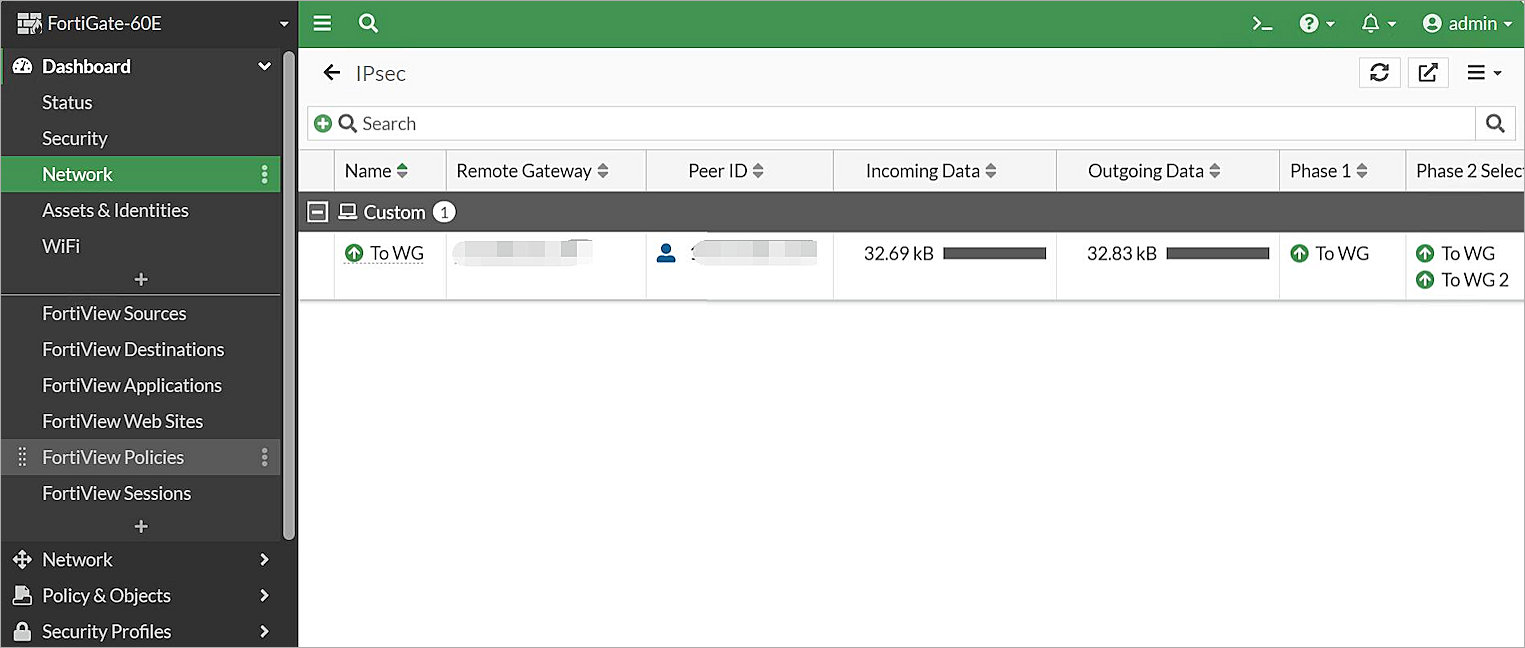 FortiGate-60E
admin
Dashboard
Status
Security
Network
Assets & Identities
WiFi
FortiView Sources
FortiView Destinations
FortiView Applications
FortiView Web Sites
FortiView Policies
FortiView Sessions
Network
Policy & Objects
Security Profiles
IPsec
Search
Name Remote Gateway Peer ID Incoming Data Outgoing Data Phase 1 Phase 2 Selec
Custom 1
To WG 32.69 kB 32.83 kB To WG To WG
To WG 2